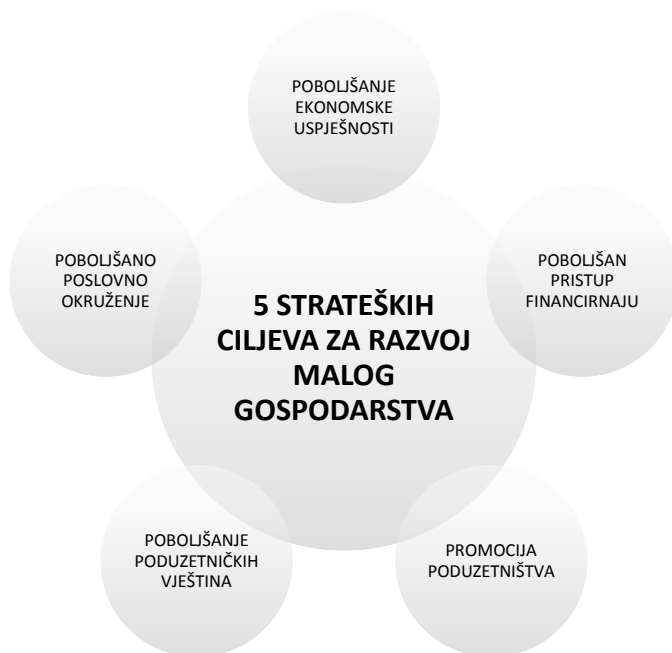 POBOLJŠANJE
EKONOMSKE
USPJEŠNOSTI
POBOLJŠANO
POSLOVNO
OKRUŽENJE
POBOLJŠAN
PRISTUP
FINANCIRNAJU
5 STRATEŠKIH
CILJEVA ZA RAZVOJ
MALOG
GOSPODARSTVA
POBOLJŠANJE
PODUZETNIČKIH
VJEŠTINA
PROMOCIJA
PODUZETNIŠTVA